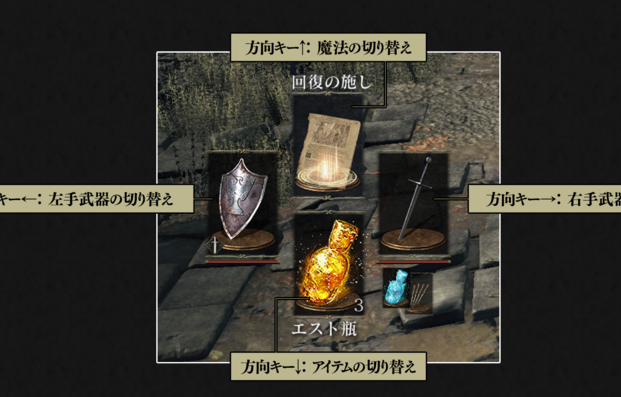 方向キー↑：魔法の切り替え
回復の施し
キー←：左手武器の切り替え
方向キー→：右手武器
3
エスト瓶
方向キー↓：アイテムの切り替え